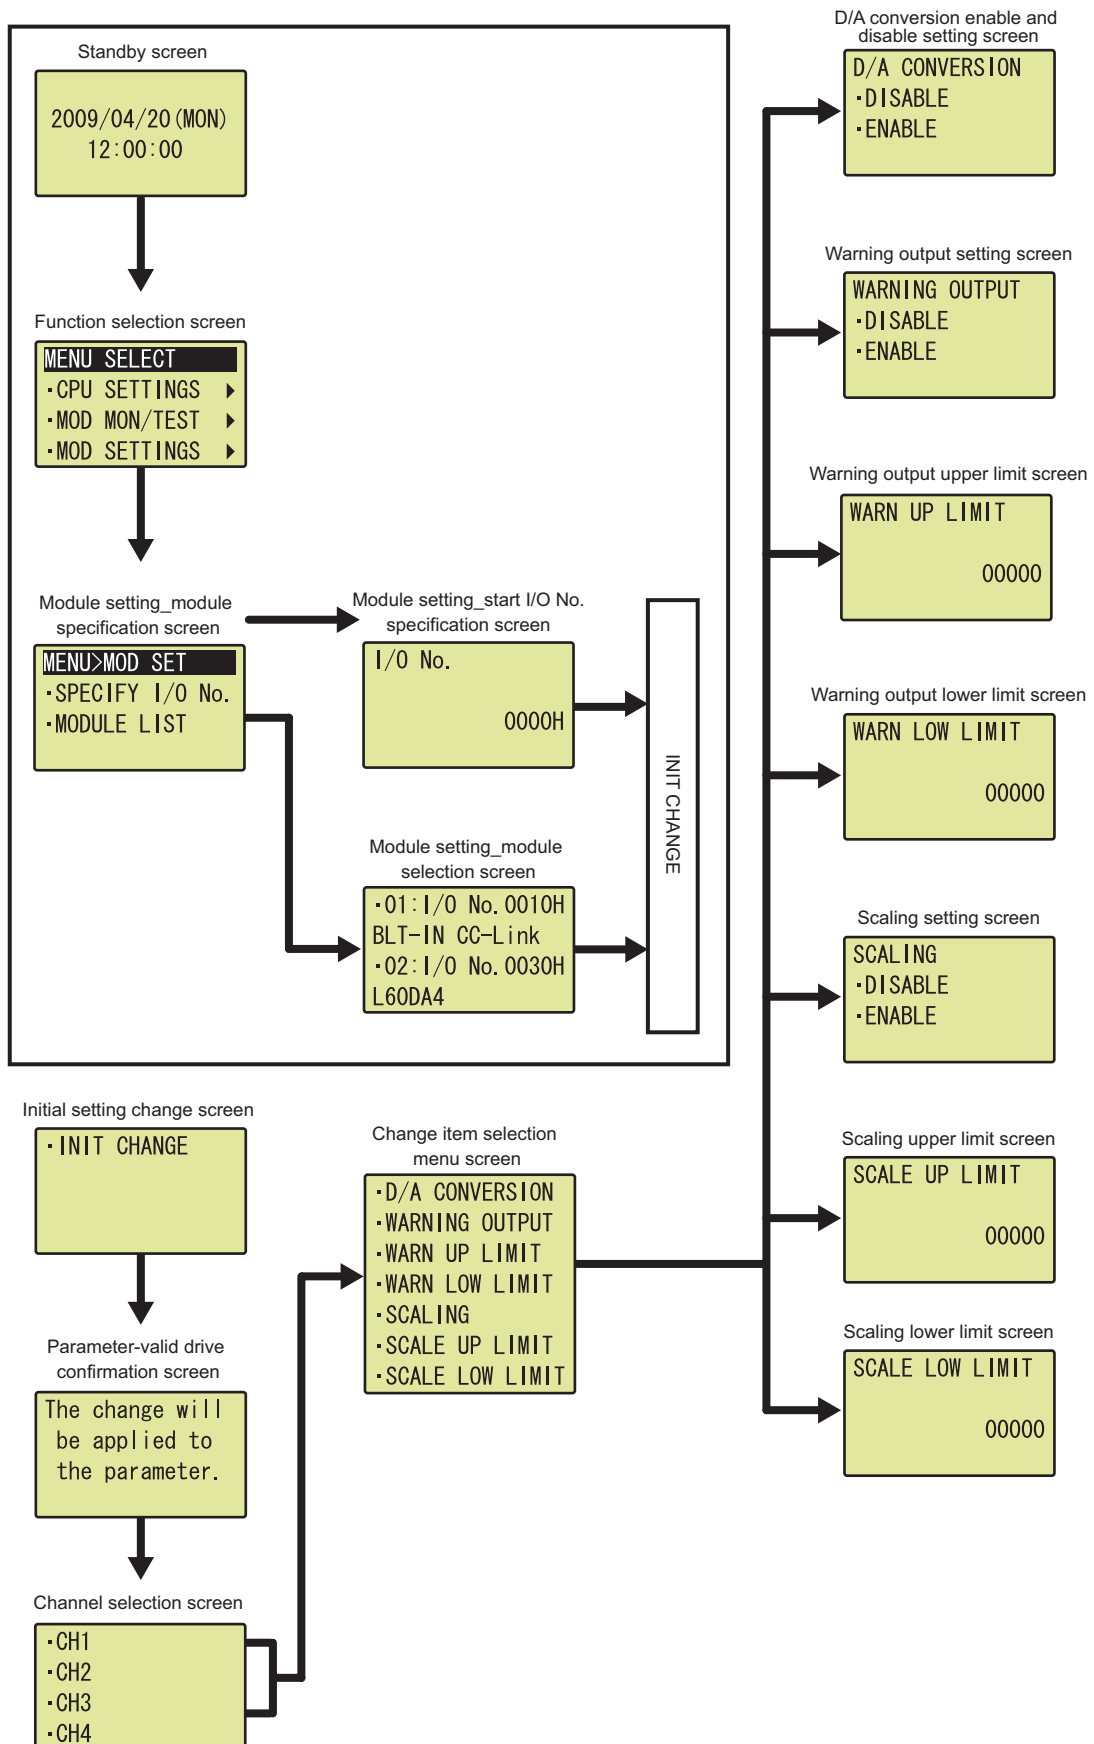 Standby screen
2009/04/20(MON)
12:00:00
Function selection screen
MENU SELECT
·CPU SETTINGS
·MOD MON/TEST
·MOD SETTINGS
Module setting_module
specification screen
MENU>MOD SET
·SPECIFY I/O No.
·MODULE LIST
Module setting_start I/O No.
specification screen
I/O No.
0000H
Module setting_module
selection screen
·01:I/O No.0010H
BLT-IN CC-Link
·02:I/O No.0030H
L60DA4
INIT CHANGE
Initial setting change screen
·INIT CHANGE
Parameter-valid drive
confirmation screen
The change will
be applied to
the parameter.
Channel selection screen
·CH1
·CH2
·CH3
·CH4
Change item selection
menu screen
·D/A CONVERSION
·WARNING OUTPUT
·WARN UP LIMIT
·WARN LOW LIMIT
·SCALING
·SCALE UP LIMIT
·SCALE LOW LIMIT
D/A conversion enable and
disable setting screen
D/A CONVERSION
·DISABLE
·ENABLE
Warning output setting screen
WARNING OUTPUT
·DISABLE
·ENABLE
Warning output upper limit screen
WARN UP LIMIT
00000
Warning output lower limit screen
WARN LOW LIMIT
00000
Scaling setting screen
SCALING
·DISABLE
·ENABLE
Scaling upper limit screen
SCALE UP LIMIT
00000
Scaling lower limit screen
SCALE LOW LIMIT
00000